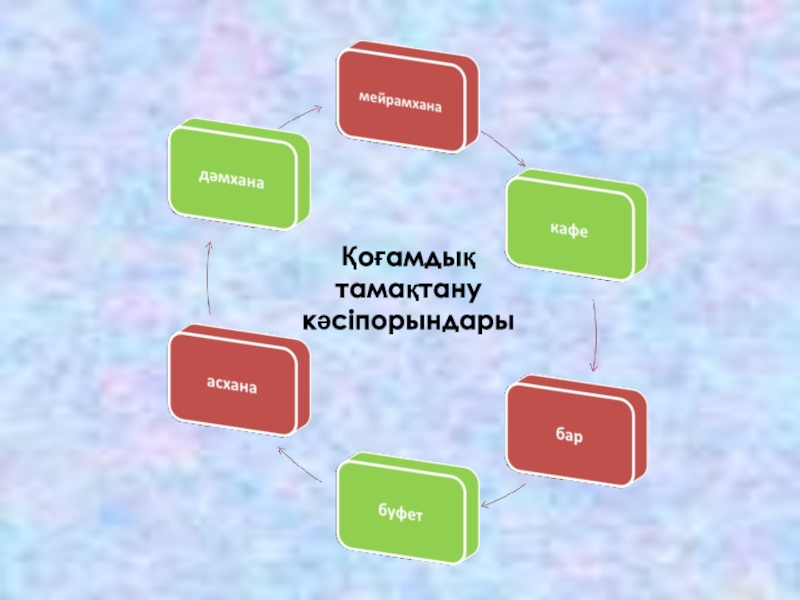 мейрамхана
дәмхана
кафе
Қоғамдық
тамақтану
кәсіпорындары
асхана
бар
буфет